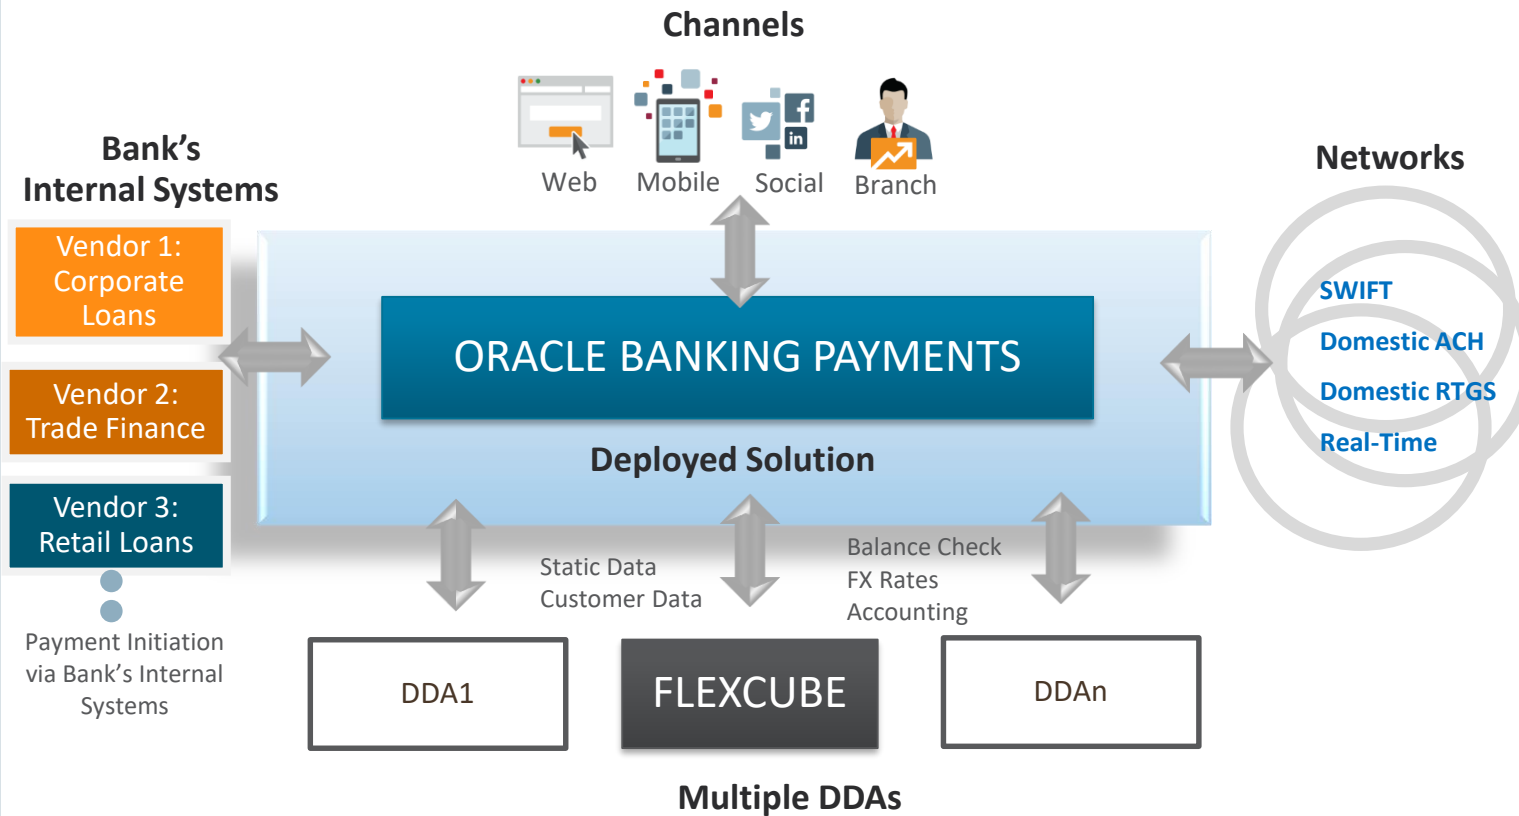 Channels
Web
Mobile
Social
Branch
Bank’s
Internal Systems
Vendor 1:
Corporate
Loans
Vendor 2:
Trade Finance
Vendor 3:
Retail Loans
Payment Initiation
via Bank’s Internal
Systems
ORACLE BANKING PAYMENTS
Deployed Solution
Networks
SWIFT
Domestic ACH
Domestic RTGS
Real-Time
Static Data
Customer Data
Balance Check
FX Rates
Accounting
DDA1
FLEXCUBE
DDAn
Multiple DDAs